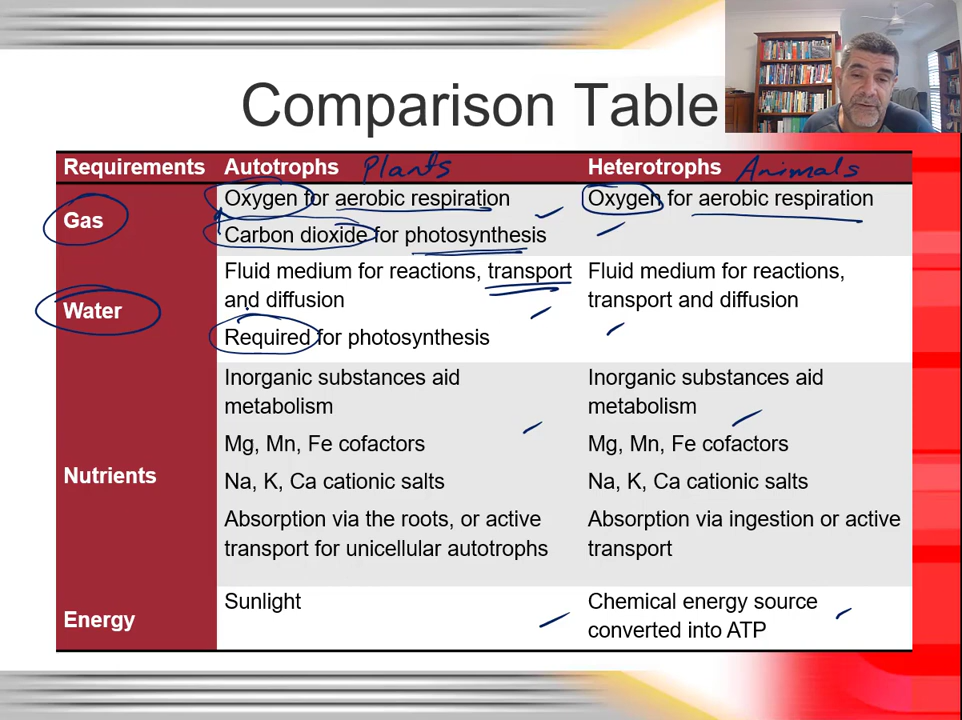 Comparison Table
Requirements Autotrophs Plants Heterotrophs Animals
Gas
Oxygen for aerobic respiration
Carbon dioxide for photosynthesis
Oxygen for aerobic respiration
Water
Fluid medium for reactions, transport
and diffusion
Required for photosynthesis
Fluid medium for reactions,
transport and diffusion
Nutrients
Inorganic substances aid
metabolism
Mg, Mn, Fe cofactors
Na, K, Ca cationic salts
Absorption via the roots, or active
transport for unicellular autotrophs
Inorganic substances aid
metabolism
Mg, Mn, Fe cofactors
Na, K, Ca cationic salts
Absorption via ingestion or active
transport
Energy
Sunlight
Chemical energy source
converted into ATP